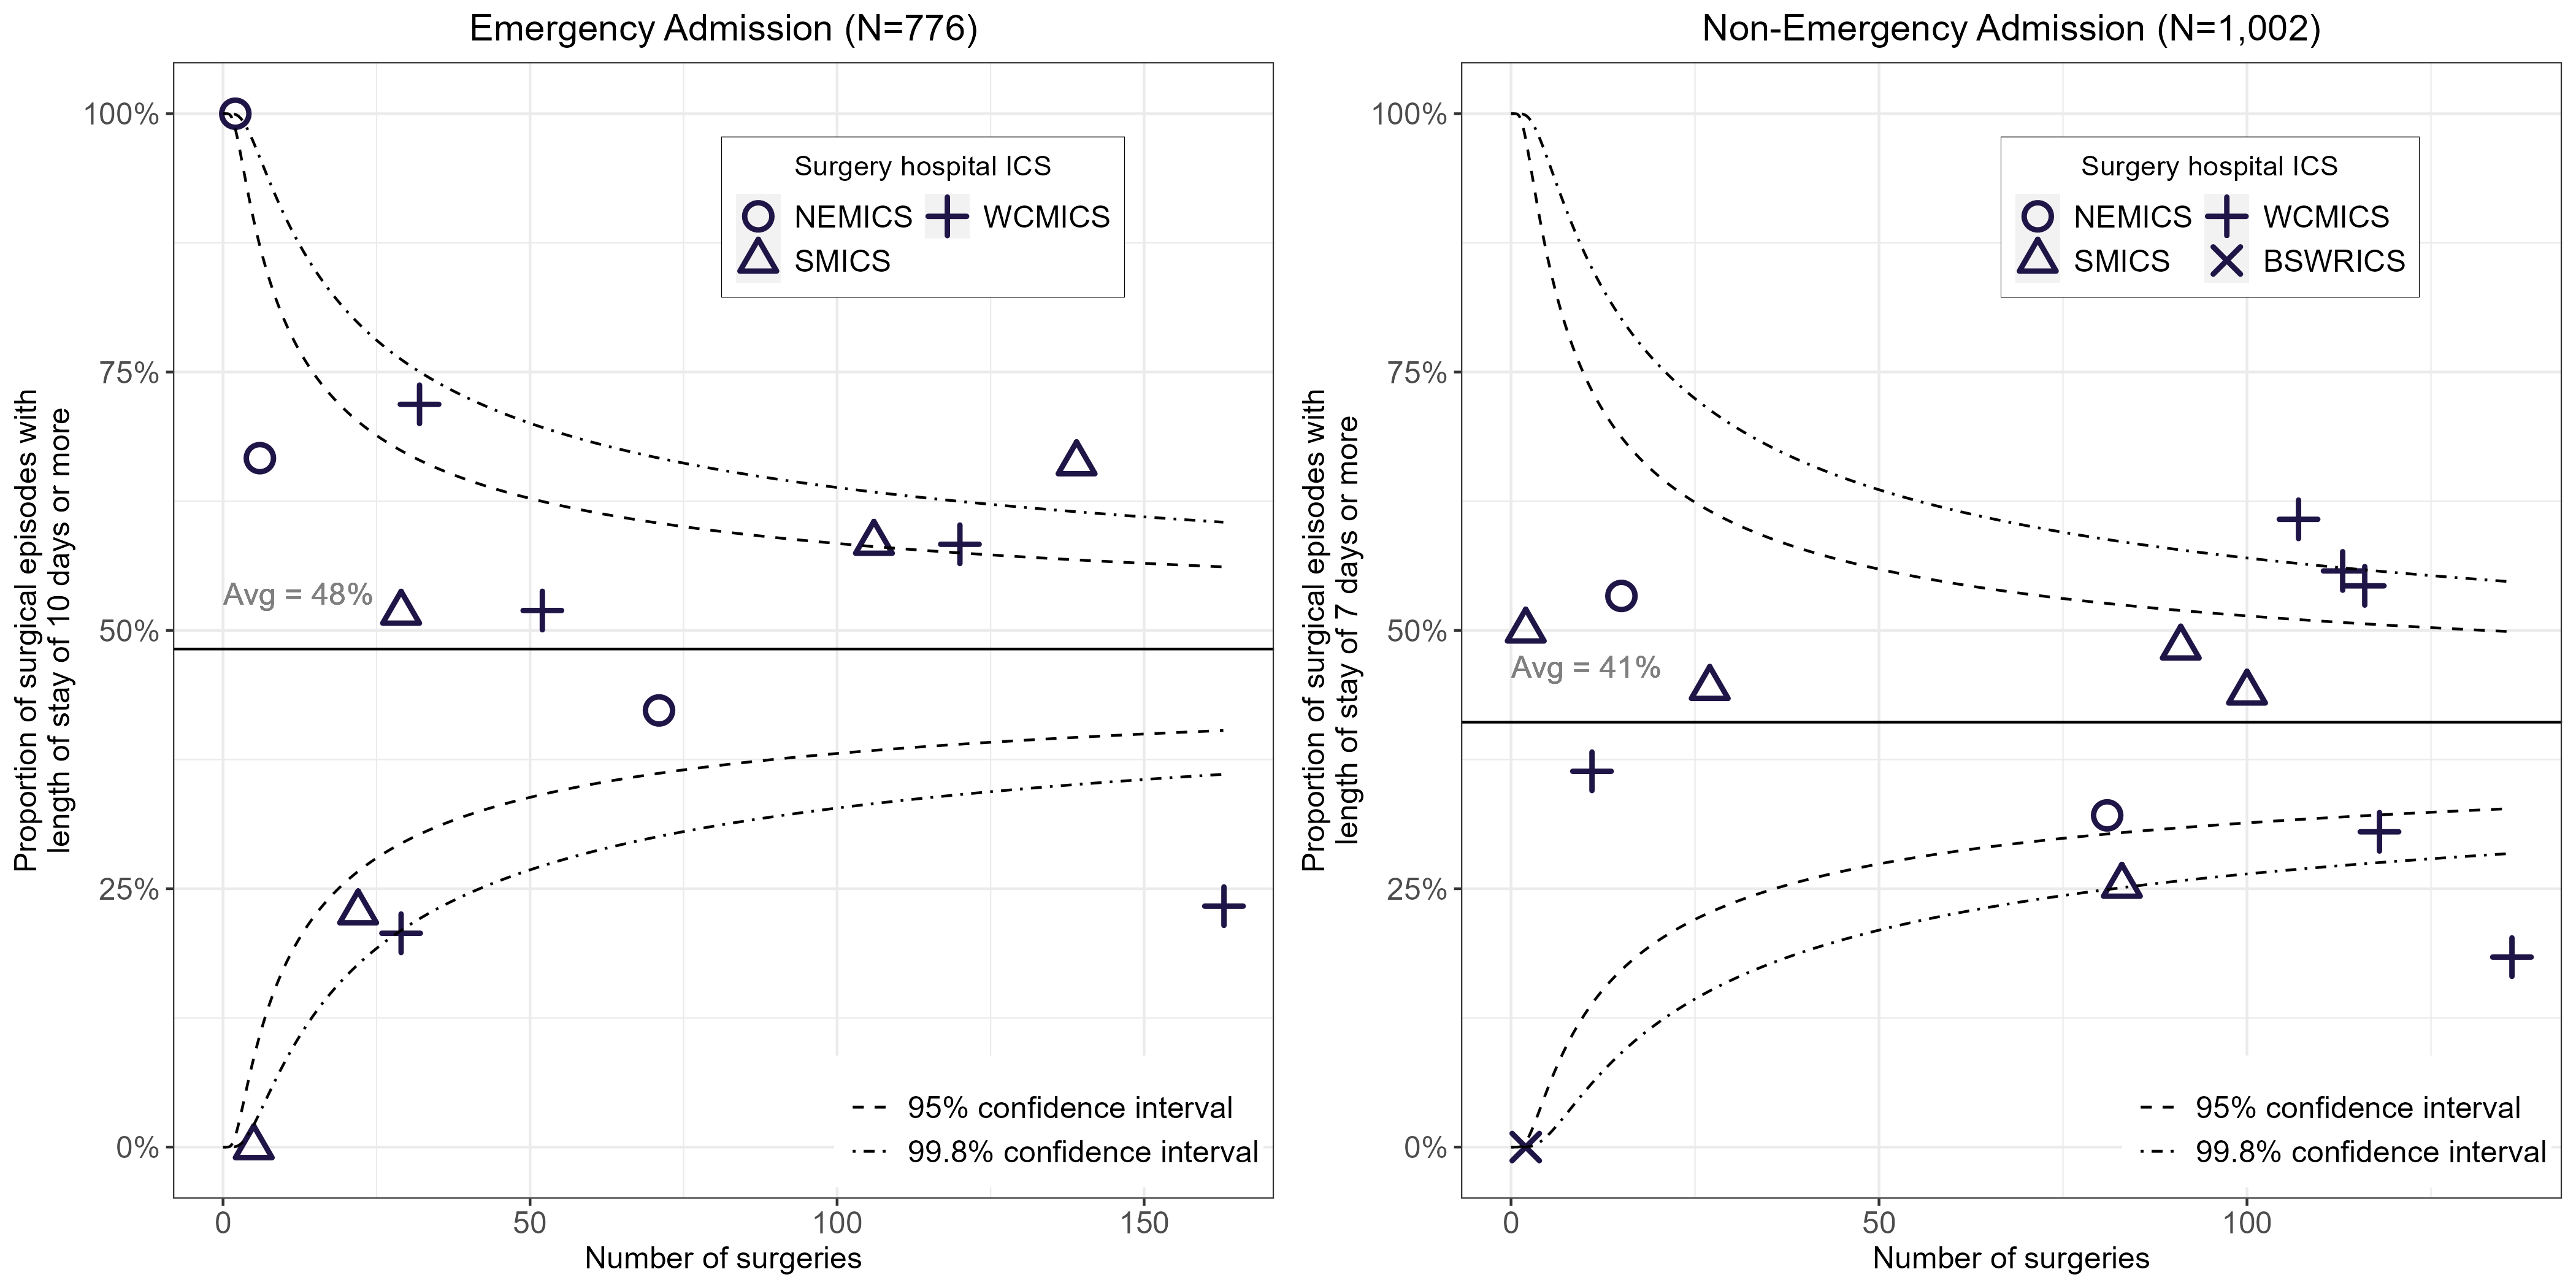 Emergency Admission (N=776)
Proportion of surgical episodes with
length of stay of 10 days or more
100%
75%
50%
25%
0%
Surgery hospital ICS
NEMICS
WCMICS
SMICS
Avg = 48%
95% confidence interval
99.8% confidence interval
0
50
100
150
Number of surgeries
Non-Emergency Admission (N=1,002)
Proportion of surgical episodes with
length of stay of 7 days or more
100%
75%
50%
25%
0%
Surgery hospital ICS
NEMICS
WCMICS
SMICS
BSWRICS
Avg = 41%
95% confidence interval
99.8% confidence interval
0
50
100
Number of surgeries